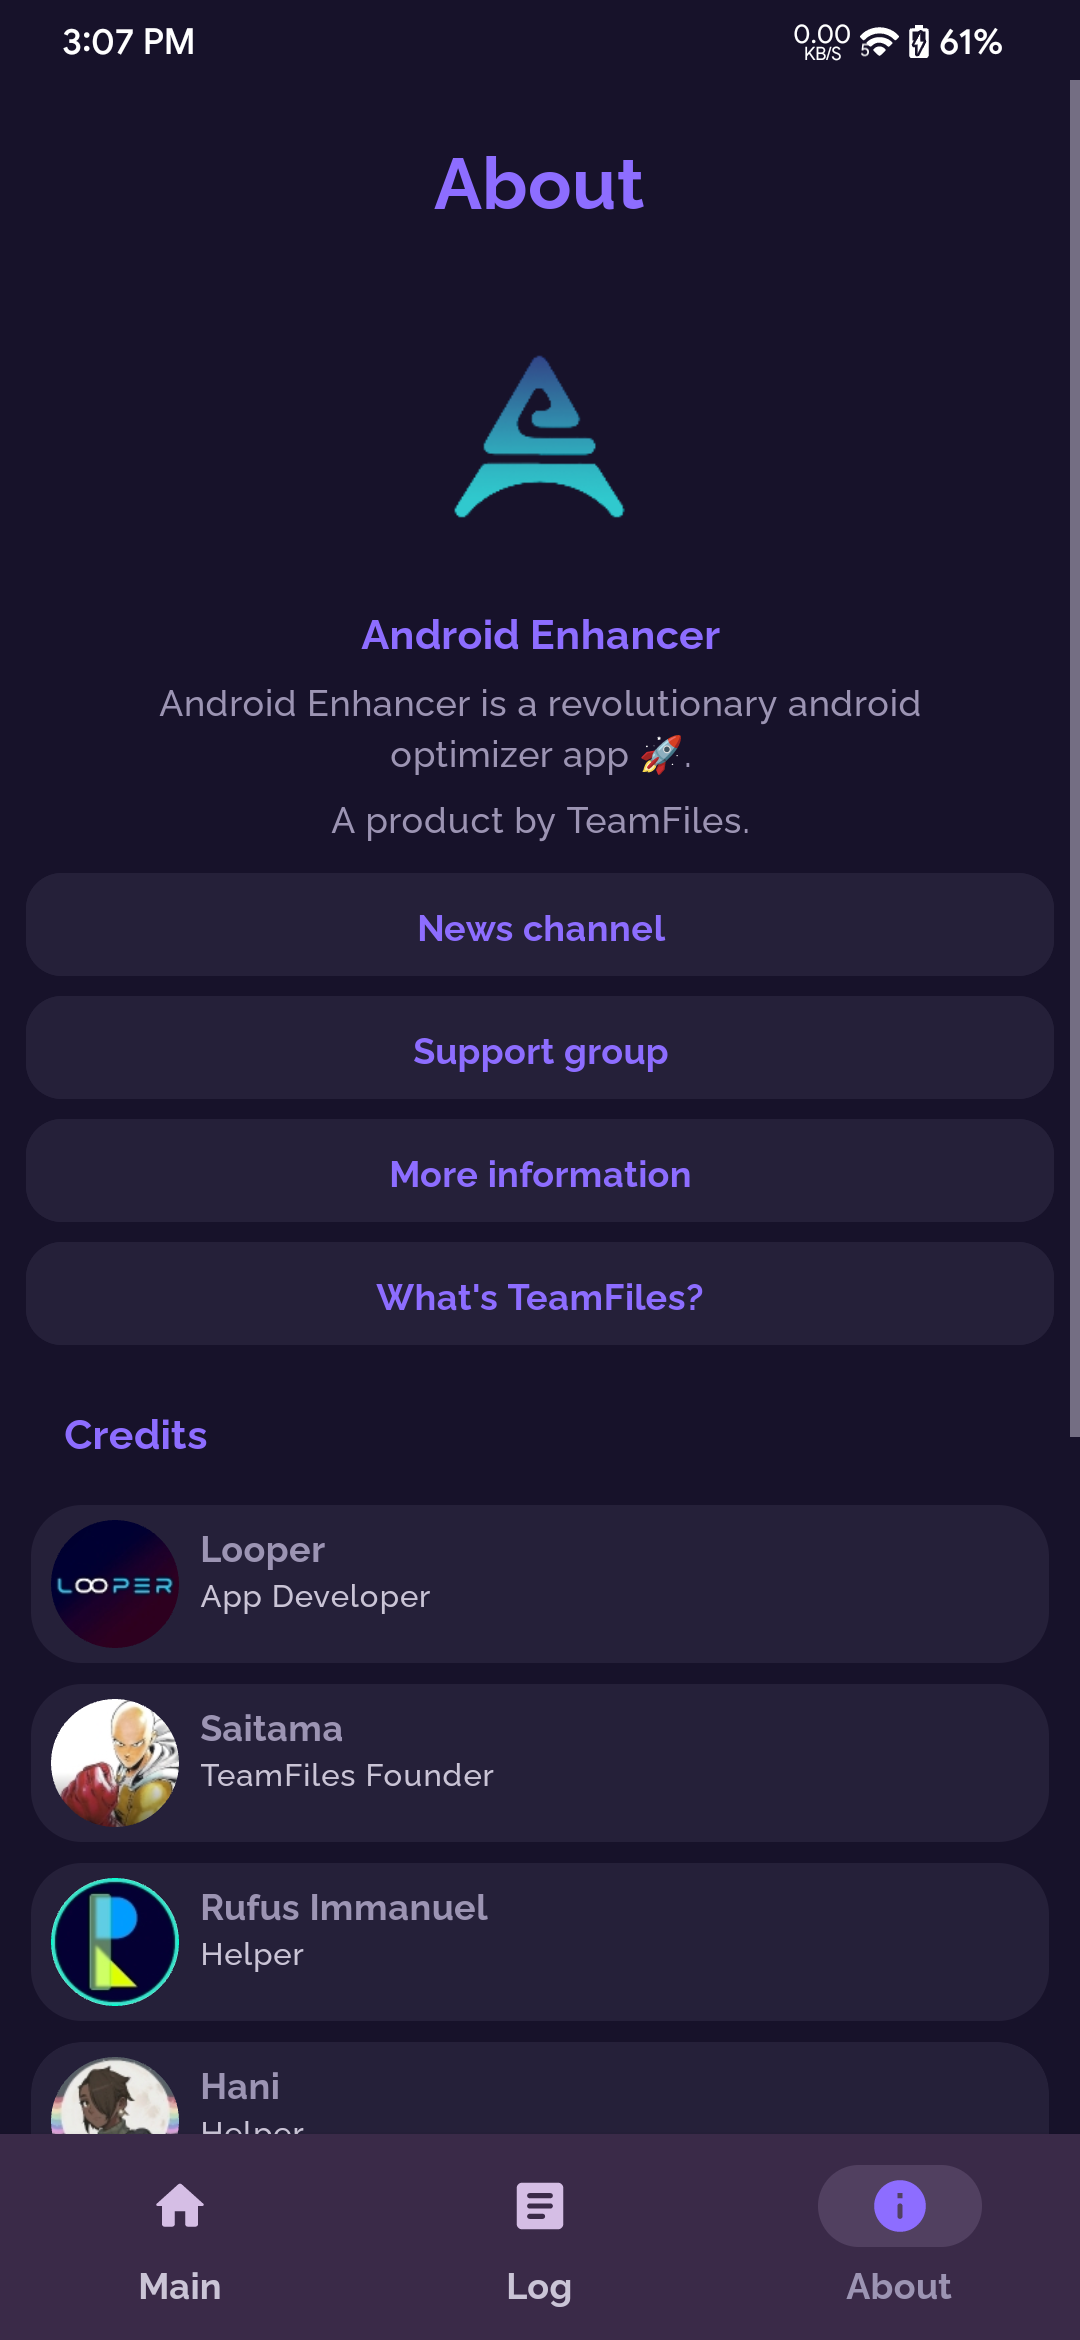 3:07 PM
0.00
KB/S
5
61%
About
Android Enhancer
Android Enhancer is a revolutionary android
optimizer app 🚀.
A product by TeamFiles.
News channel
Support group
More information
What's TeamFiles?
Credits
LOOPER
Looper
App Developer
Saitama
TeamFiles Founder
Rufus Immanuel
Helper
Hani
Helper
Main
Log
About